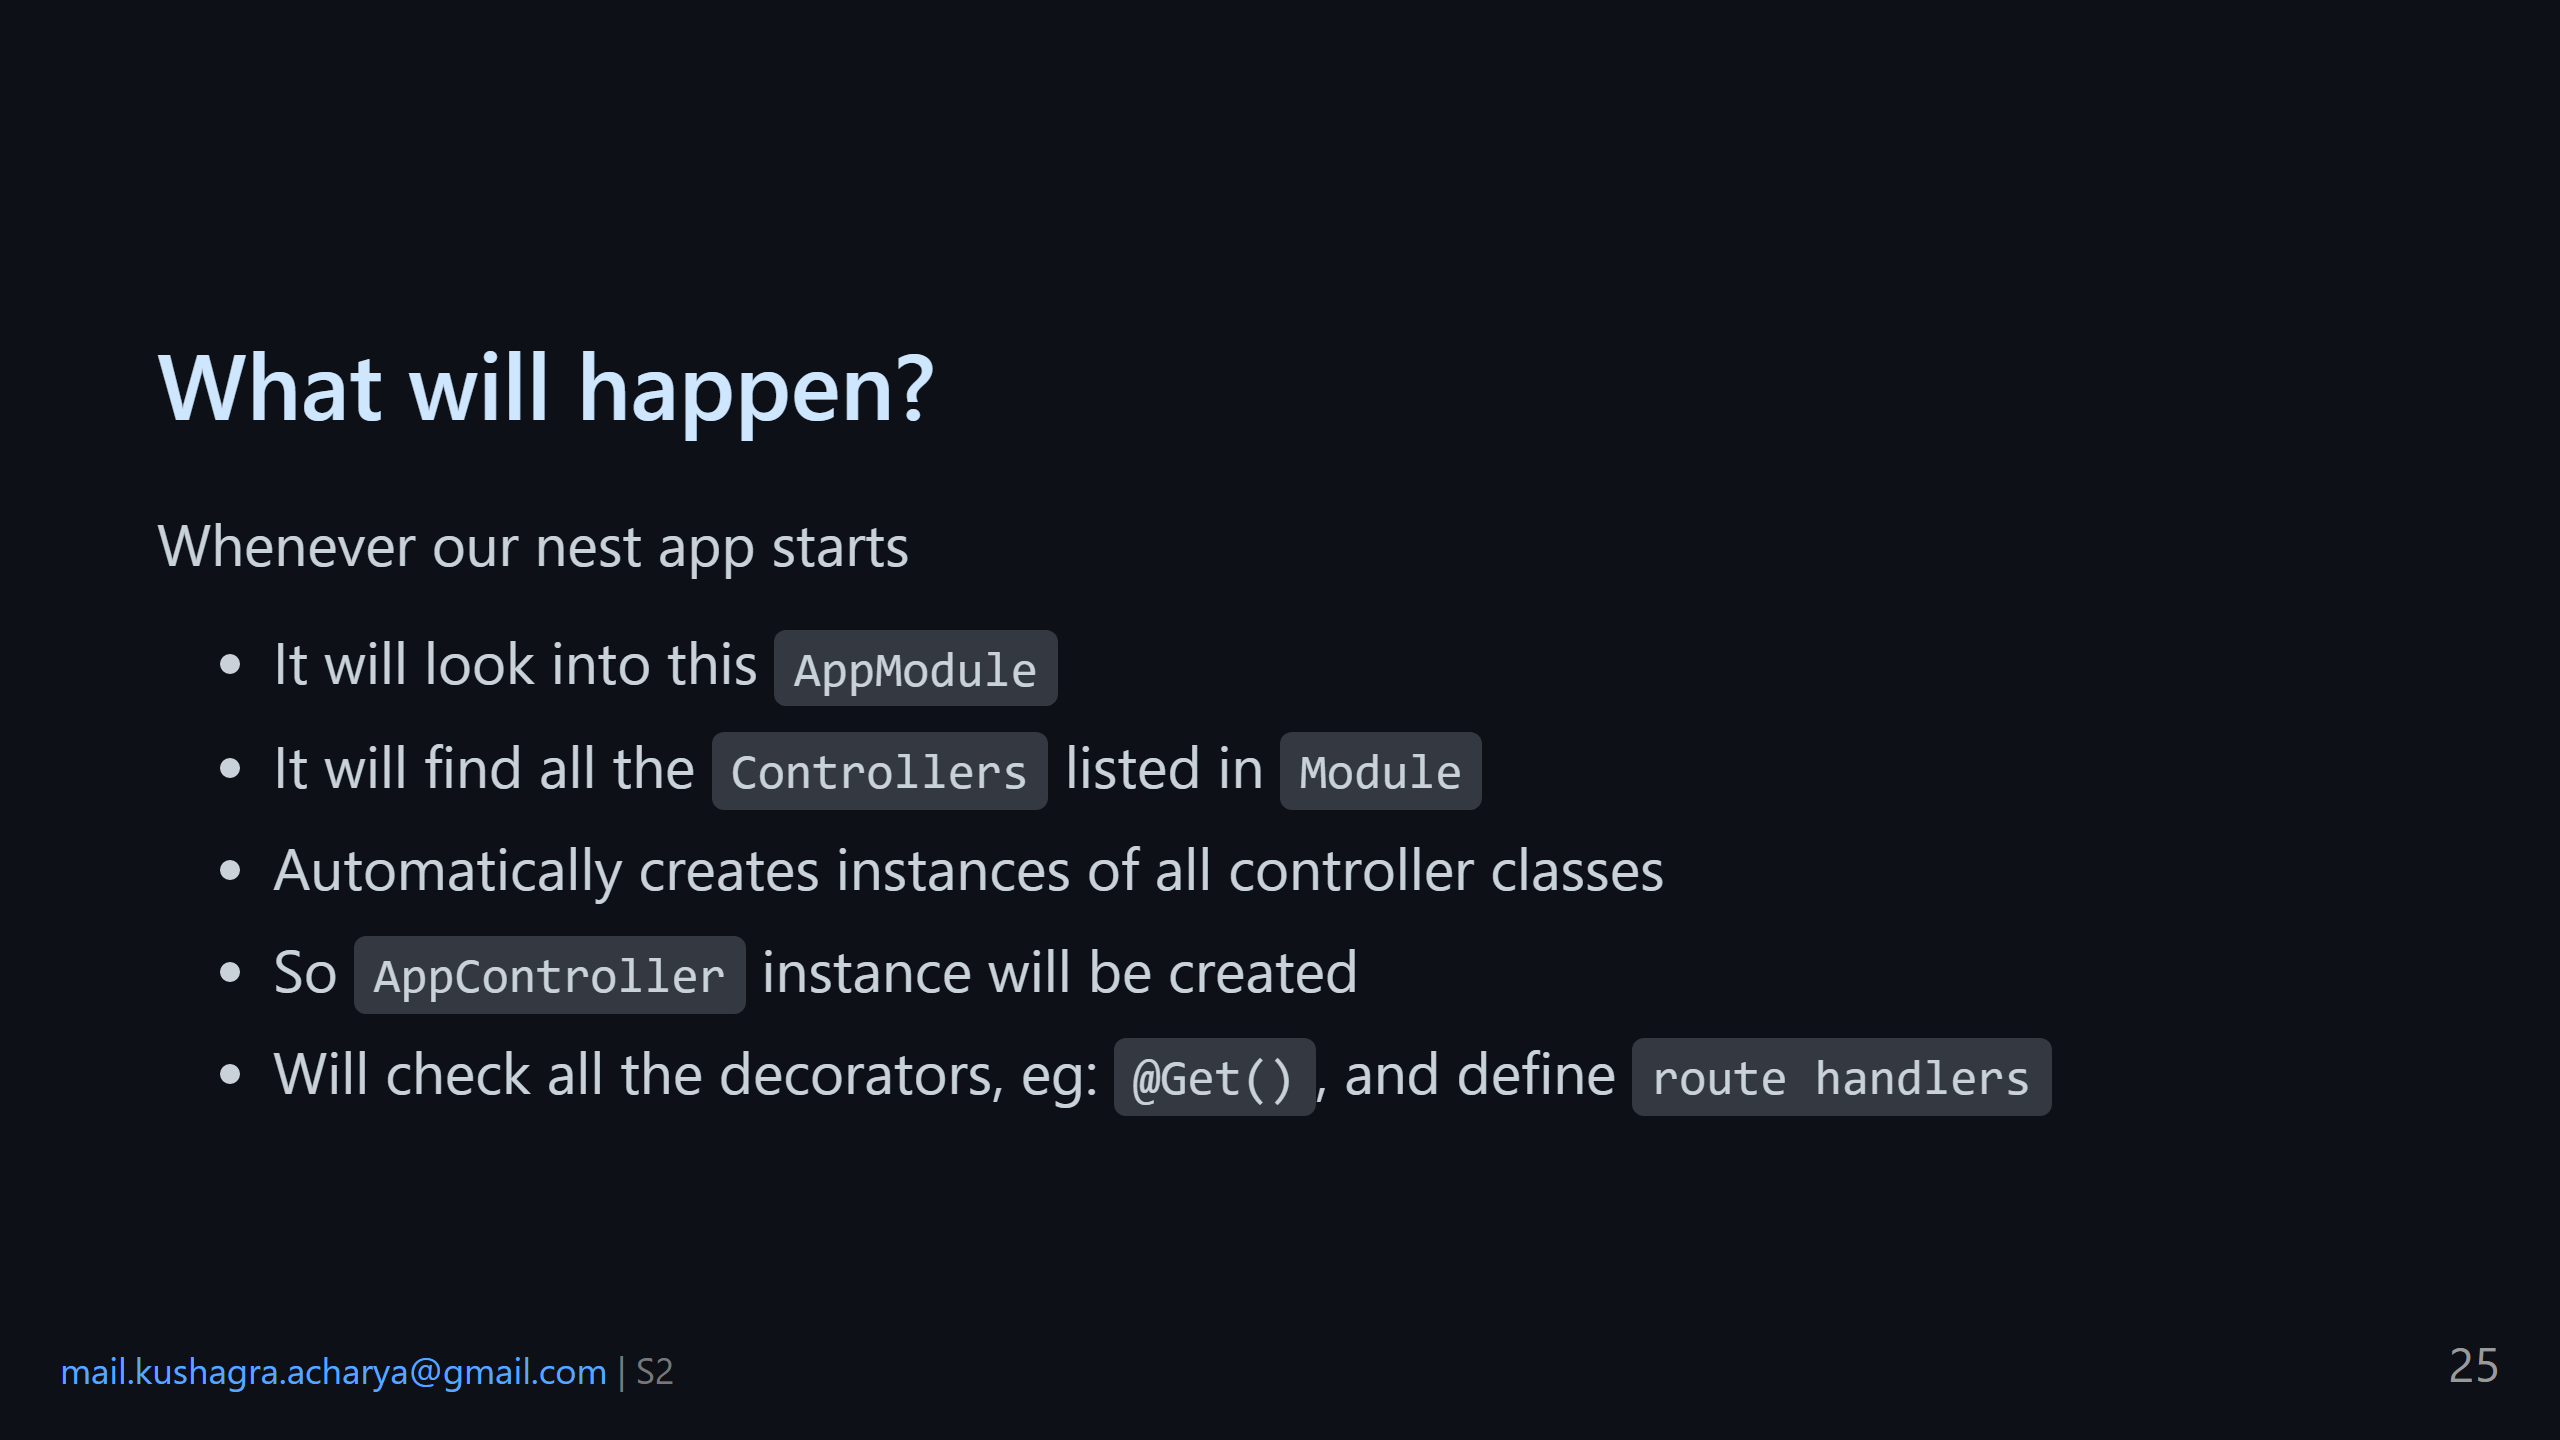 What will happen?
Whenever our nest app starts
• It will look into this AppModule
• It will find all the Controllers listed in Module
• Automatically creates instances of all controller classes
• So AppController instance will be created
• Will check all the decorators, eg: @Get(), and define route handlers
mail.kushagra.acharya@gmail.com | S2
25